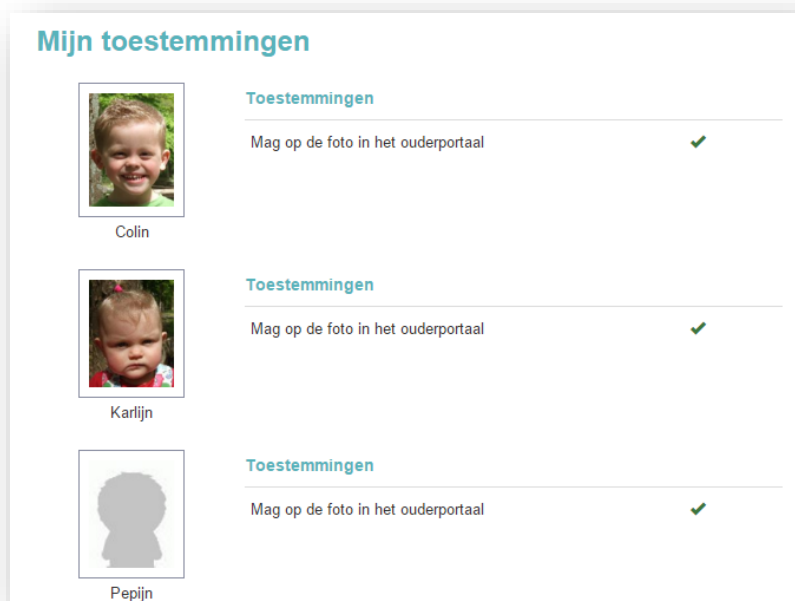 Mijn toestemmingen
Toestemmingen
Mag op de foto in het ouderportaal
Colin
Toestemmingen
Mag op de foto in het ouderportaal
Karlijn
Toestemmingen
Mag op de foto in het ouderportaal
Pepijn